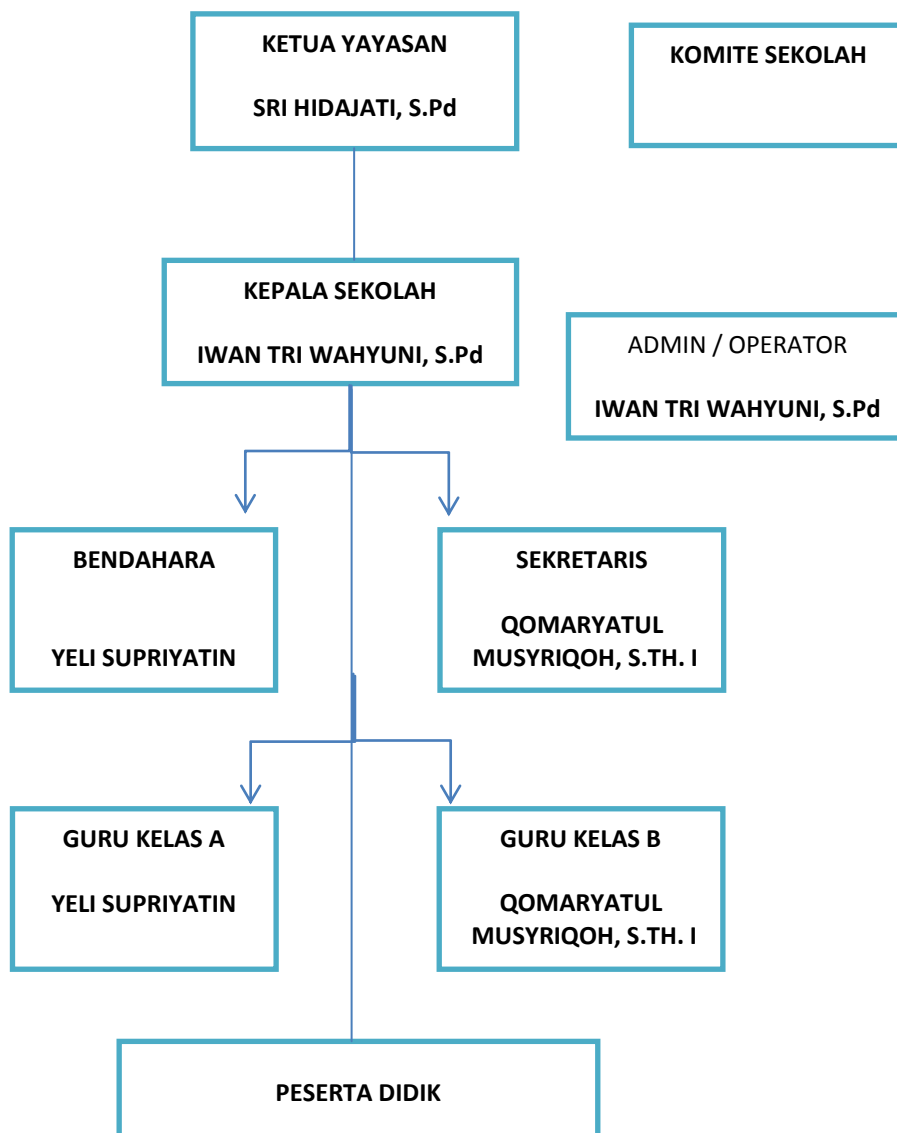 KETUA YAYASAN
SRI HIDAJATI, S.Pd
KOMITE SEKOLAH
KEPALA SEKOLAH
IWAN TRI WAHYUNI, S.Pd
ADMIN / OPERATOR
IWAN TRI WAHYUNI, S.Pd
BENDAHARA
YELI SUPRIYATIN
SEKRETARIS
QOMARYATUL
MUSYRIQOH, S.TH. I
GURU KELAS A
YELI SUPRIYATIN
GURU KELAS B
QOMARYATUL
MUSYRIQOH, S.TH. I
PESERTA DIDIK